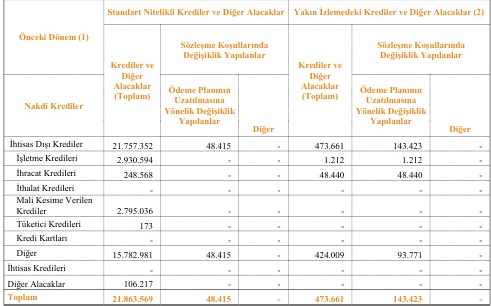 Önceki Dönem (1)
Standart Nitelikli Krediler ve Diğer Alacaklar
Yakın İzlemedeki Krediler ve Diğer Alacaklar (2)
Nakdi Krediler
Krediler ve
Diğer
Alacaklar
(Toplam)
Sözleşme Koşullarında
Değişiklik Yapılanlar
Krediler ve
Diğer
Alacaklar
(Toplam)
Sözleşme Koşullarında
Değişiklik Yapılanlar
Ödeme Planının
Uzatılmasına
Yönelik Değişiklik
Yapılanlar
Diğer
Ödeme Planının
Uzatılmasına
Yönelik Değişiklik
Yapılanlar
Diğer
İhtisas Dışı Krediler 21.757.352 48.415 - 473.661 143.423 -
İşletme Kredileri 2.930.594 - - 1.212 1.212 -
İhracat Kredileri 248.568 - - 48.440 48.440 -
İthalat Kredileri - - - - - -
Mali Kesime Verilen
Krediler 2.795.036 - - - - -
Tüketici Kredileri 173 - - - - -
Kredi Kartları - - - - - -
Diğer 15.782.981 48.415 - 424.009 93.771 -
İhtisas Kredileri - - - - - -
Diğer Alacaklar 106.217 - - - - -
Toplam 21.863.569 48.415 - 473.661 143.423 -